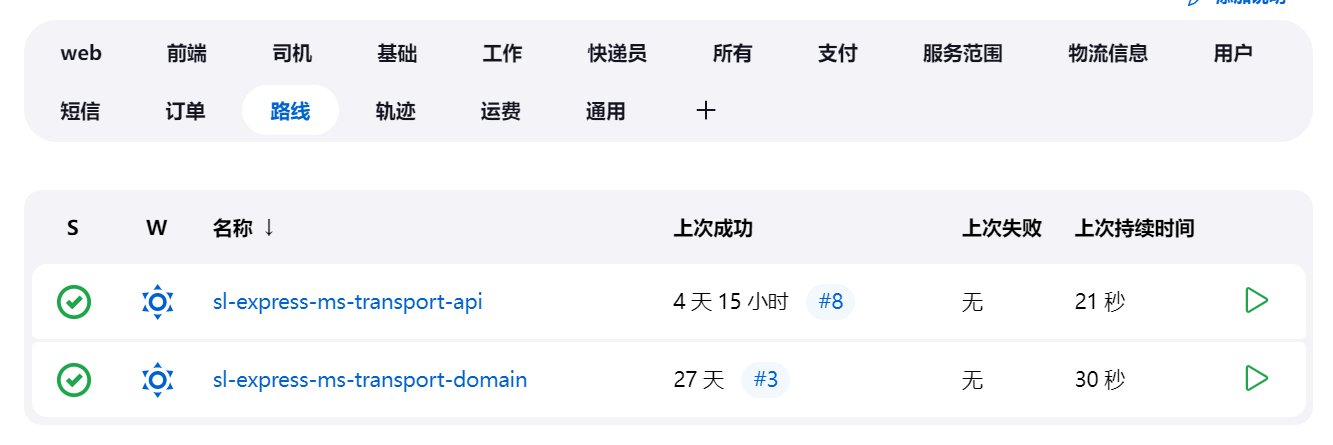 添加说明
web 前端 司机 基础 工作 快递员 所有 支付 服务范围 物流信息 用户
短信 订单 路线 轨迹 运费 通用 +
S W 名称 ↓ 上次成功 上次失败 上次持续时间
sl-express-ms-transport-api 4 天 15 小时 #8 无 21 秒
sl-express-ms-transport-domain 27 天 #3 无 30 秒